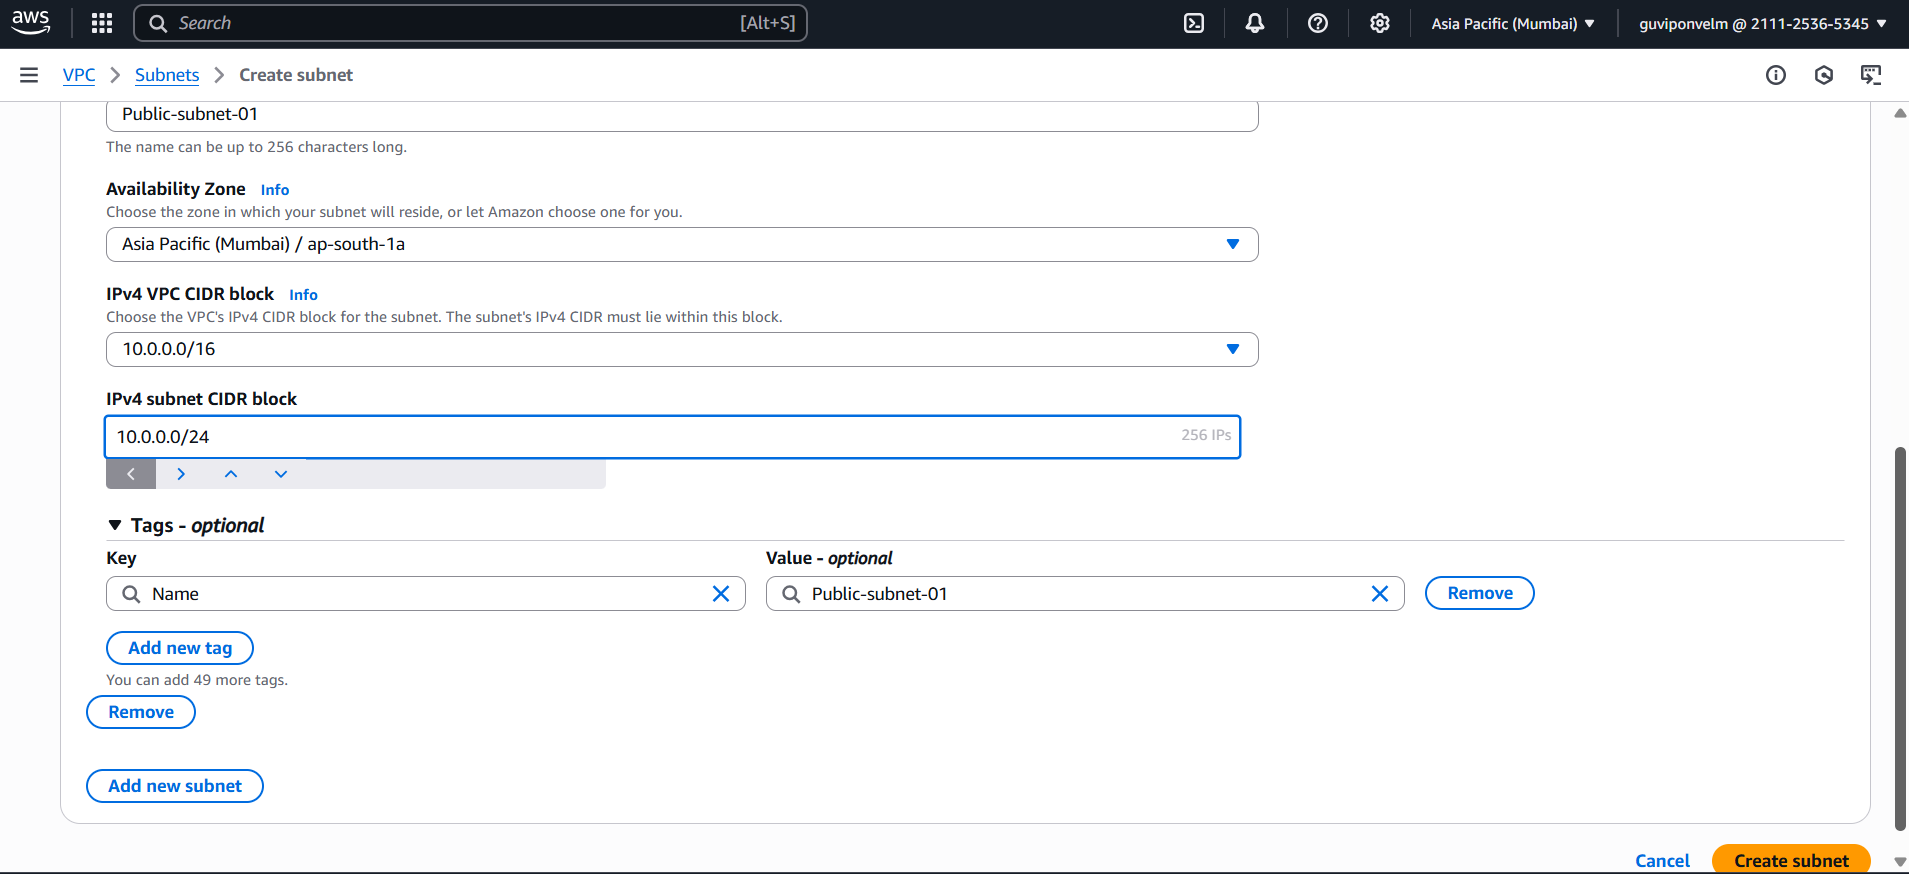 aws
Search [Alt+S]
Asia Pacific (Mumbai)
guviponvelm @ 2111-2536-5345
VPC Subnets Create subnet
Public-subnet-01
The name can be up to 256 characters long.
Availability Zone Info
Choose the zone in which your subnet will reside, or let Amazon choose one for you.
Asia Pacific (Mumbai) / ap-south-1a
IPv4 VPC CIDR block Info
Choose the VPC's IPv4 CIDR block for the subnet. The subnet's IPv4 CIDR must lie within this block.
10.0.0.0/16
IPv4 subnet CIDR block
10.0.0.0/24 256 IPs
Tags - optional
Key Value - optional
Name Public-subnet-01 Remove
Add new tag
You can add 49 more tags.
Remove
Add new subnet
Cancel Create subnet